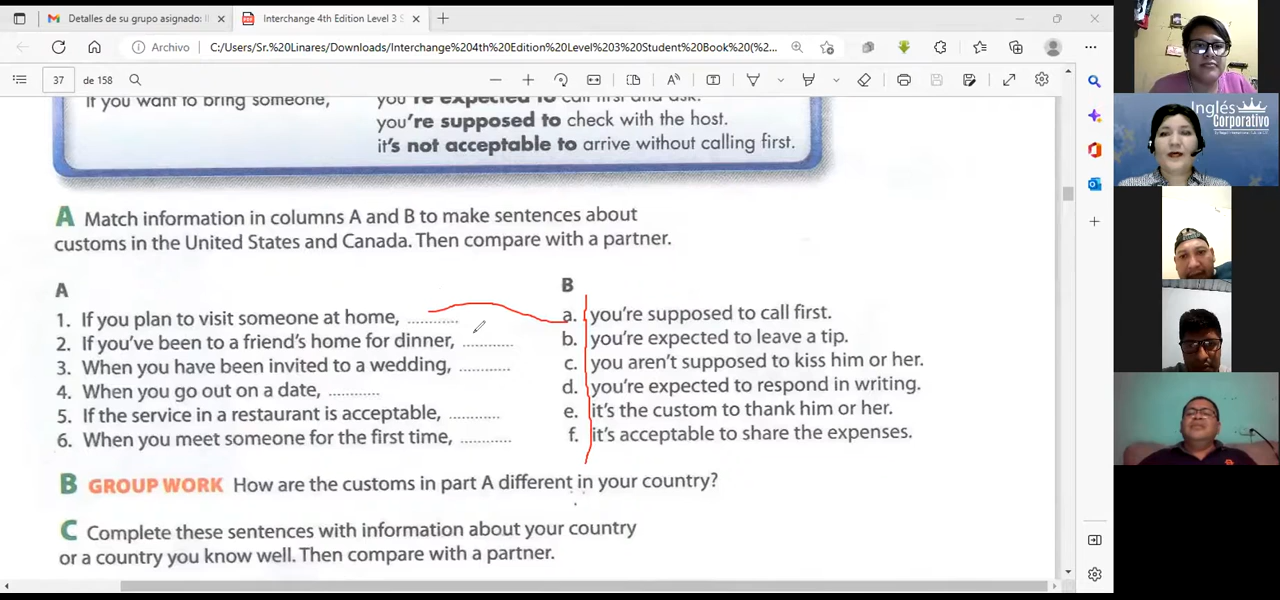 Detalles de su grupo asignado: I
Interchange 4th Edition Level 3 S
Archivo
C:/Users/Sr.%20Linares/Downloads/Interchange%204th%20Edition%20Level%203%20Student%20Book%20(%2...
37
de 158
If you want to bring someone,
you're expected to call first and ask.
you're supposed to check with the host.
it's not acceptable to arrive without calling first.
A Match information in columns A and B to make sentences about
customs in the United States and Canada. Then compare with a partner.
A
B
1. If you plan to visit someone at home, ............
a. you're supposed to call first.
2. If you've been to a friend's home for dinner, ............
b. you're expected to leave a tip.
3. When you have been invited to a wedding, ............
c. you aren't supposed to kiss him or her.
4. When you go out on a date, ............
d. you're expected to respond in writing.
5. If the service in a restaurant is acceptable, ............
e. it's the custom to thank him or her.
6. When you meet someone for the first time, ............
f. it's acceptable to share the expenses.
B GROUP WORK How are the customs in part A different in your country?
C Complete these sentences with information about your country
or a country you know well. Then compare with a partner.
Inglés
Corporativo